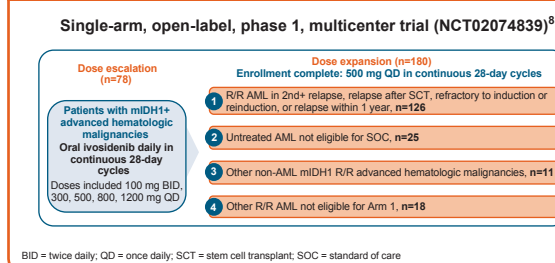 Single-arm, open-label, phase 1, multicenter trial (NCT02074839)8
Dose escalation
(n=78)
Patients with mIDH1+
advanced hematologic
malignancies
Oral ivosidenib daily in
continuous 28-day
cycles
Doses included 100 mg BID,
300, 500, 800, 1200 mg QD
Dose expansion (n=180)
Enrollment complete: 500 mg QD in continuous 28-day cycles
1 R/R AML in 2nd+ relapse, relapse after SCT, refractory to induction or
reinduction, or relapse within 1 year, n=126
2 Untreated AML not eligible for SOC, n=25
3 Other non-AML mIDH1 R/R advanced hematologic malignancies, n=11
4 Other R/R AML not eligible for Arm 1, n=18
BID = twice daily; QD = once daily; SCT = stem cell transplant; SOC = standard of care